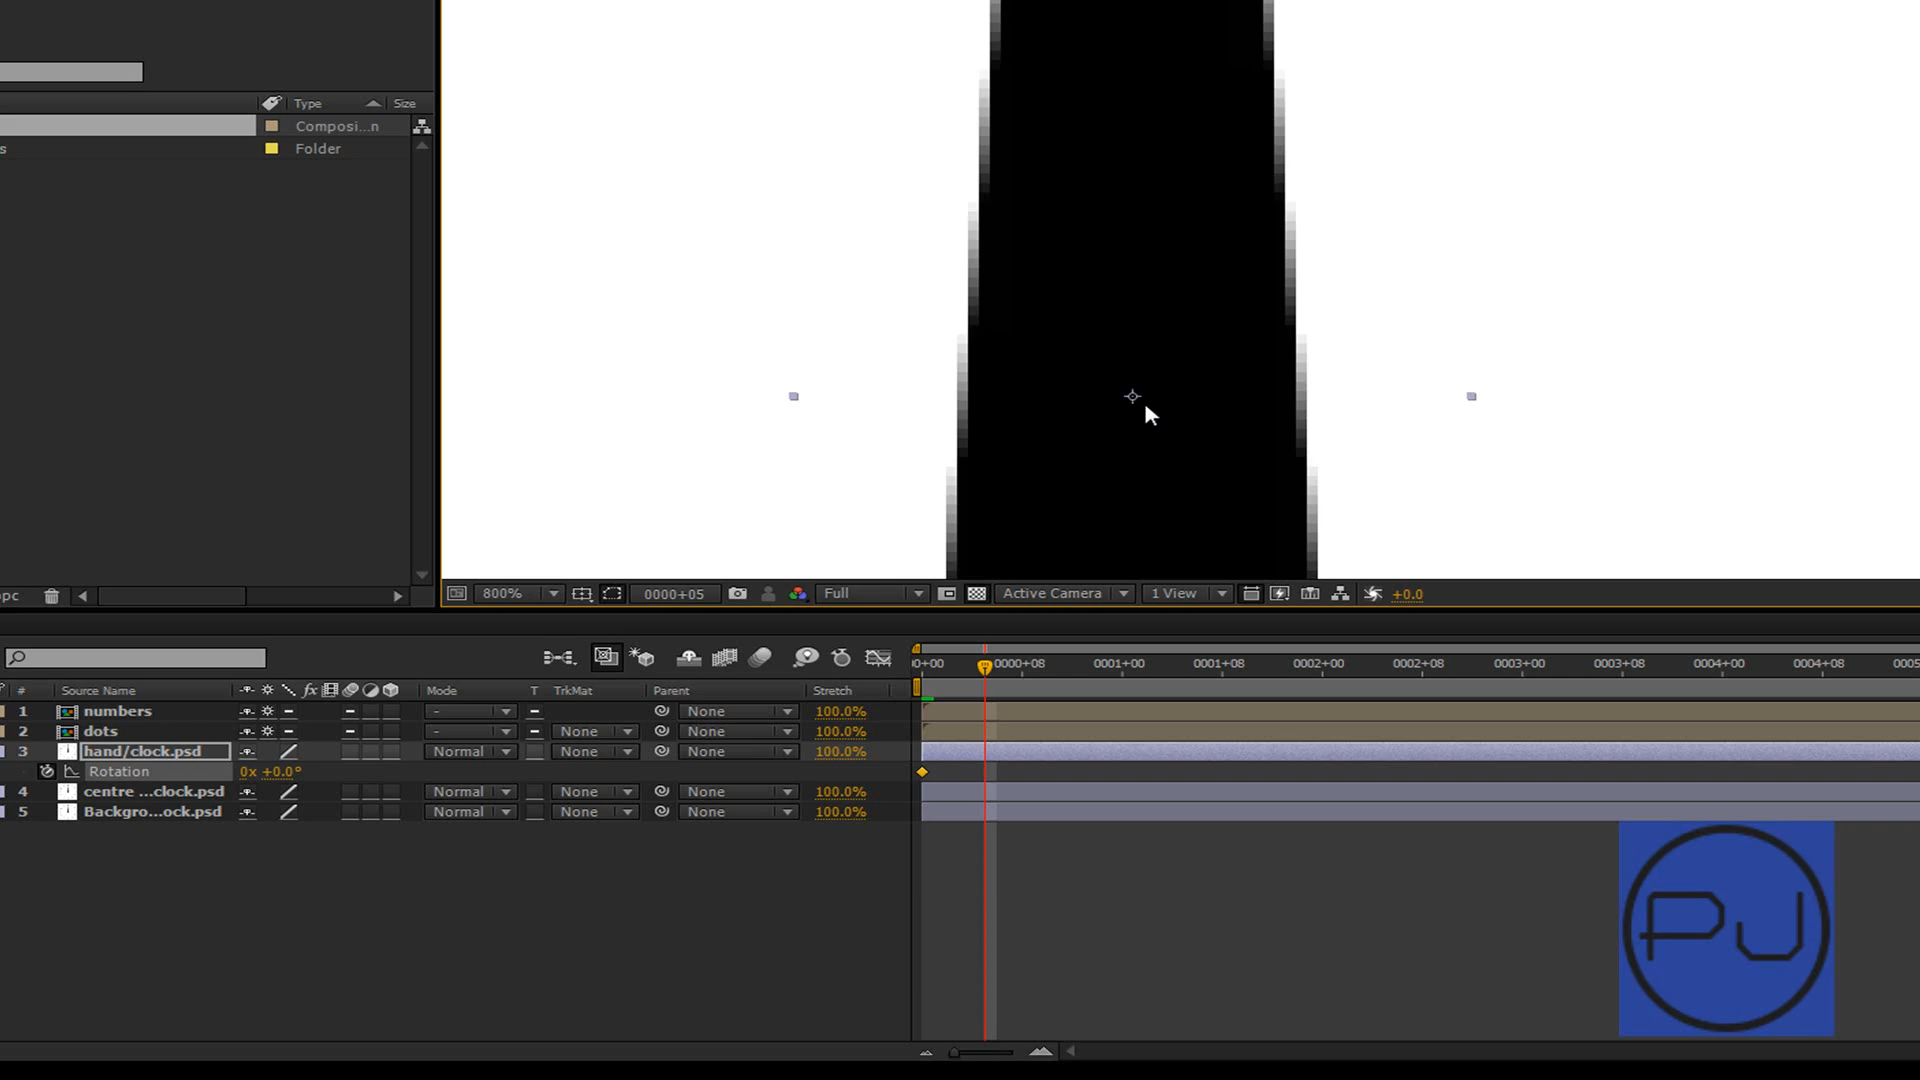 Type Size
Composi...n
s Folder
pc
800% 0000+05 Full Active Camera 1 View +0.0
0+00 0000+08 0001+00 0001+08 0002+00 0002+08 0003+00 0003+08 0004+00 0004+08 0005
# Source Name fx Mode T TrkMat Parent Stretch
1 numbers - None 100.0%
2 dots - None None 100.0%
3 hand/clock.psd Normal None None 100.0%
Rotation 0x +0.0°
4 centre ...clock.psd Normal None None 100.0%
5 Backgro...ock.psd Normal None None 100.0%
PJ